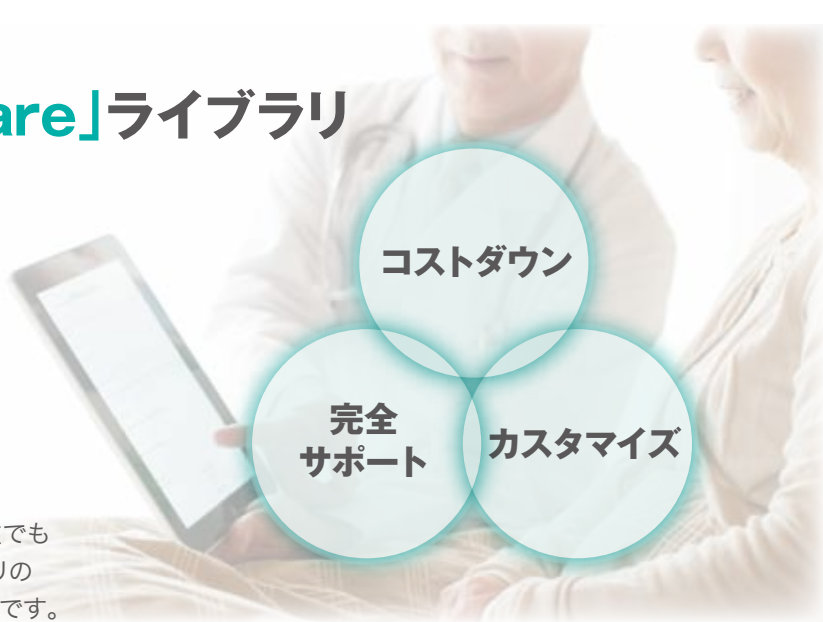 are」ライブラリ
コストダウン
完全
サポート
カスタマイズ
でも
リの
です。